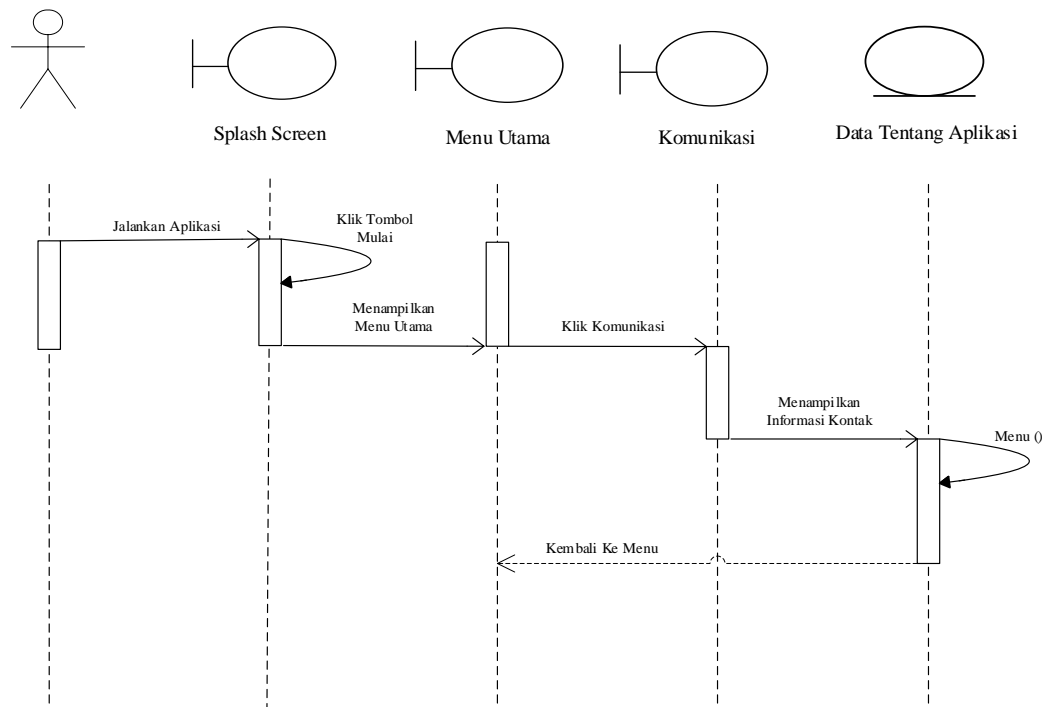 Splash Screen
Menu Utama
Komunikasi
Data Tentang Aplikasi
Jalankan Aplikasi
Klik Tombol
Mulai
Menampilkan
Menu Utama
Klik Komunikasi
Menampilkan
Informasi Kontak
Menu ()
Kembali Ke Menu